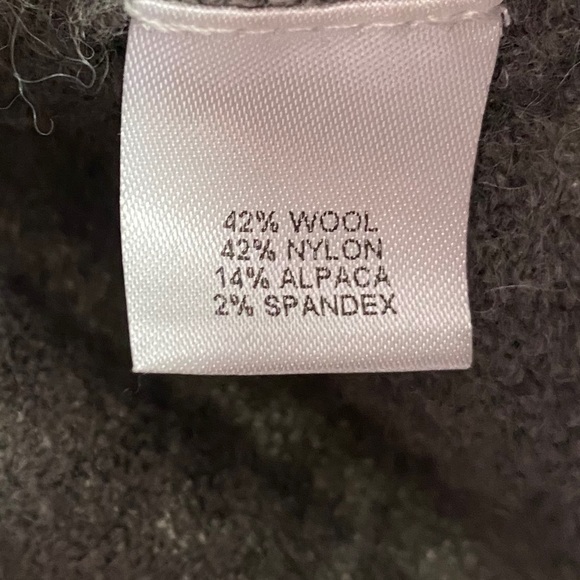 42% WOOL
42% NYLON
14% ALPACA
2% SPANDEX